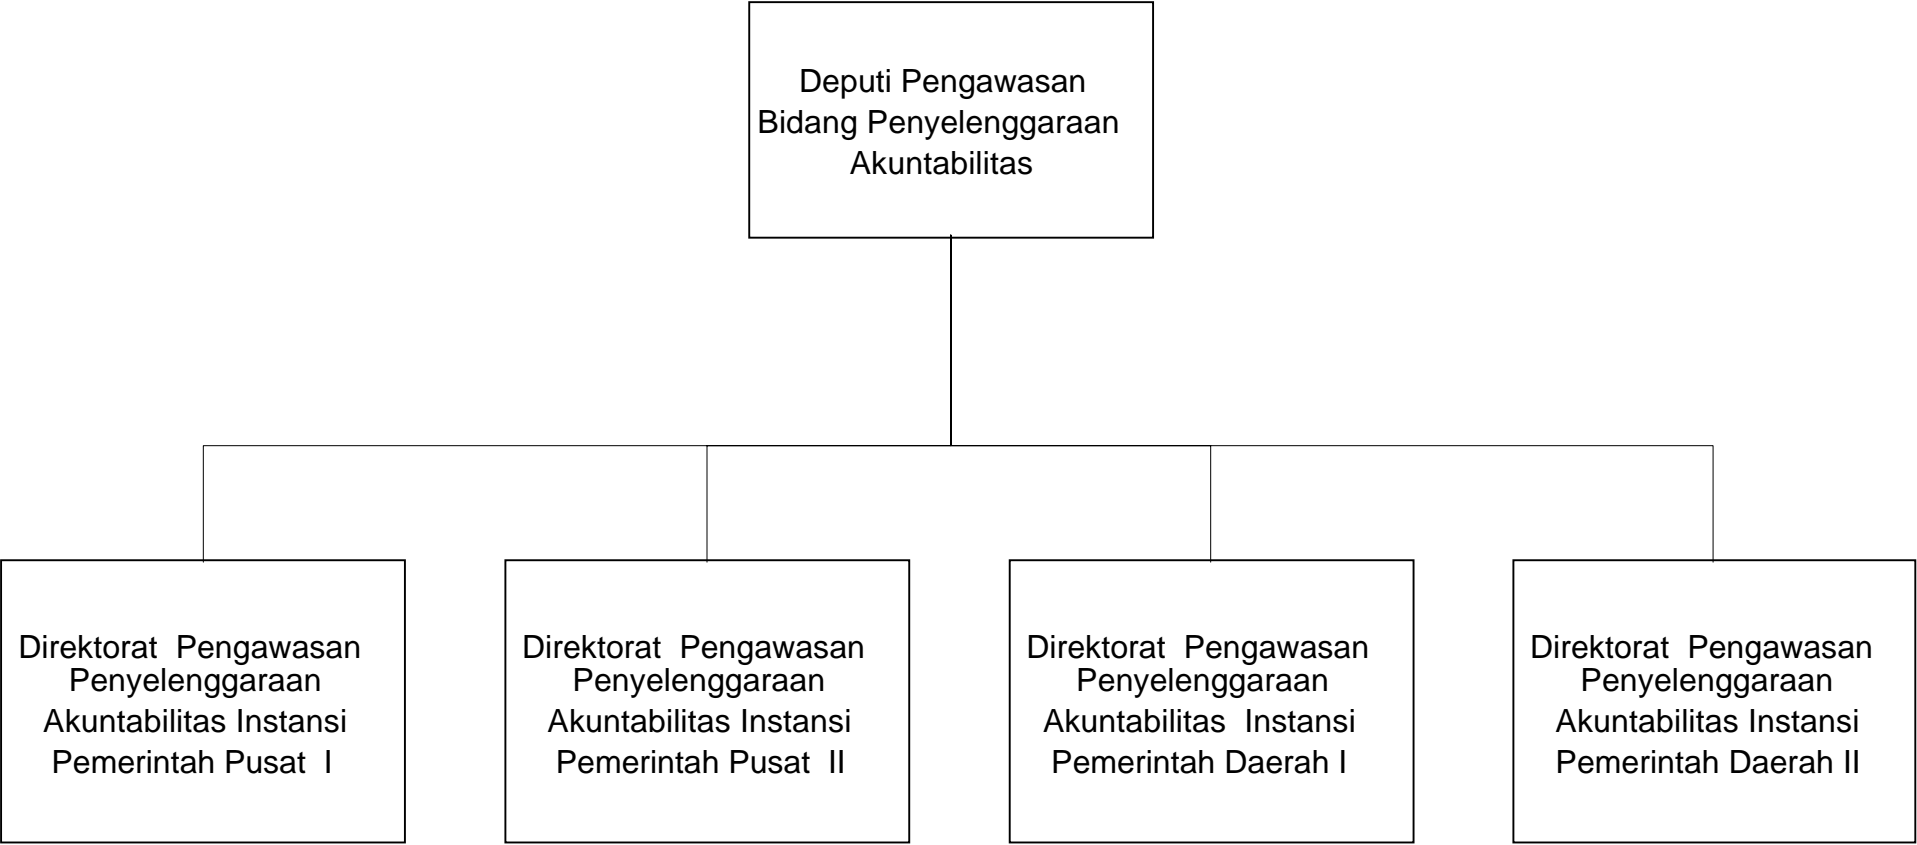 Deputi Pengawasan
Bidang Penyelenggaraan
Akuntabilitas
Direktorat  Pengawasan
Penyelenggaraan
Akuntabilitas Instansi
Pemerintah Pusat  I
Direktorat  Pengawasan
Penyelenggaraan
Akuntabilitas Instansi
Pemerintah Pusat  II
Direktorat  Pengawasan
Penyelenggaraan
Akuntabilitas  Instansi
Pemerintah Daerah I
Direktorat  Pengawasan
Penyelenggaraan
Akuntabilitas Instansi
Pemerintah Daerah II